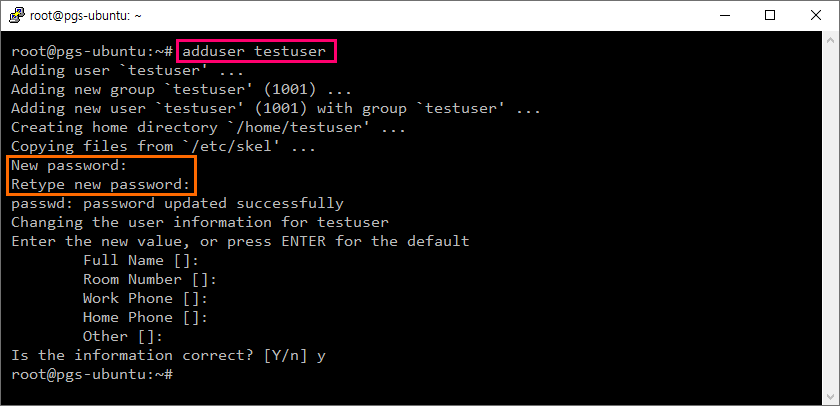 root@pgs-ubuntu: ~
root@pgs-ubuntu:~# adduser testuser
Adding user `testuser' ...
Adding new group `testuser' (1001) ...
Adding new user `testuser' (1001) with group `testuser' ...
Creating home directory `/home/testuser' ...
Copying files from `/etc/skel' ...
New password:
Retype new password:
passwd: password updated successfully
Changing the user information for testuser
Enter the new value, or press ENTER for the default
Full Name []:
Room Number []:
Work Phone []:
Home Phone []:
Other []:
Is the information correct? [Y/n] y
root@pgs-ubuntu:~#